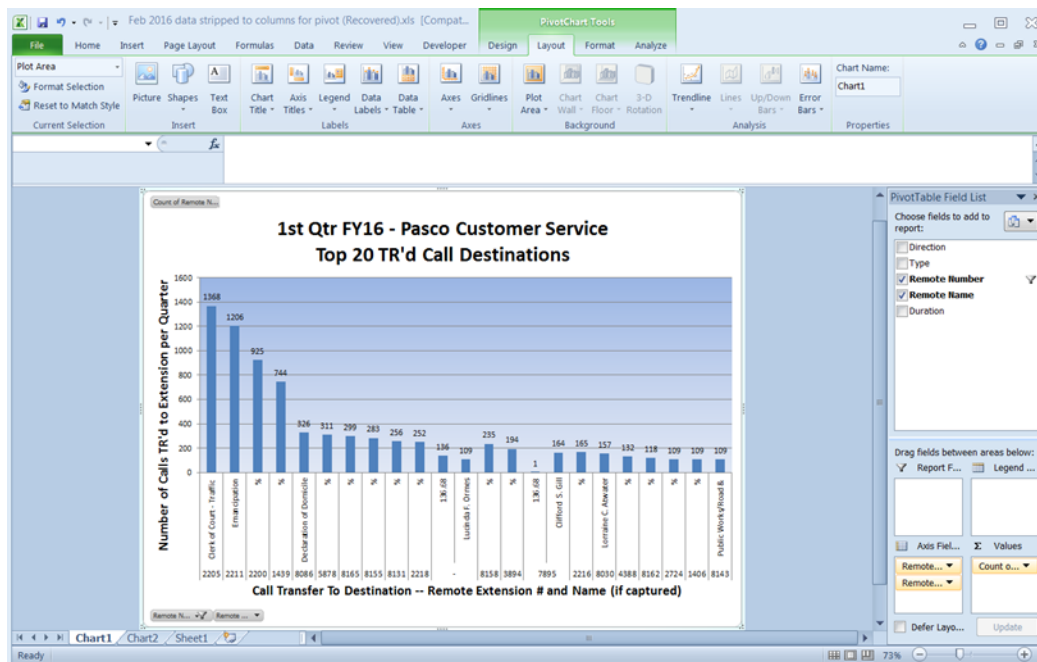 Feb 2016 data stripped to columns for pivot (Recovered).xls [Compat...
PivotChart Tools
File Home Insert Page Layout Formulas Data Review View Developer Design Layout Format Analyze
Plot Area
Format Selection
Reset to Match Style
Current Selection
Picture Shapes Text Box
Insert
Chart Title Axis Titles Legend Data Labels Data Table
Labels
Axes Gridlines
Axes
Plot Area Chart Wall Chart Floor 3-D Rotation
Background
Trendline Lines Up/Down Bars Error Bars
Analysis
Chart Name:
Chart1
Properties
fx
Count of Remote N...
1st Qtr FY16 - Pasco Customer Service
Top 20 TR'd Call Destinations
Number of Calls TR'd to Extension per Quarter
1600
1400
1200
1000
800
600
400
200
0
1368 1206 925 744 326 311 299 283 256 252 136 109 235 194 1 164 165 157 132 118 109 109 109
Clerk of Court - Traffic
Emancipation
%
%
Declaration of Domicile
%
%
%
%
%
136.68
Lucinda F. Ormes
%
%
136.68
Clifford S. Gill
%
Lorraine C. Atwater
%
%
%
%
Public Works/Road &
2205 2211 2200 1439 8086 5878 8165 8155 8131 2218 - 8158 3894 7895 2216 8030 4388 8162 2724 1406 8143
Call Transfer To Destination -- Remote Extension # and Name (if captured)
Remote N... Remote ...
PivotTable Field List
Choose fields to add to report:
Direction
Type
Remote Number
Remote Name
Duration
Drag fields between areas below:
Report F... Legend ...
Axis Fiel... Σ Values
Remote... Count o...
Remote...
Defer Layo... Update
Chart1 Chart2 Sheet1
Ready
73%